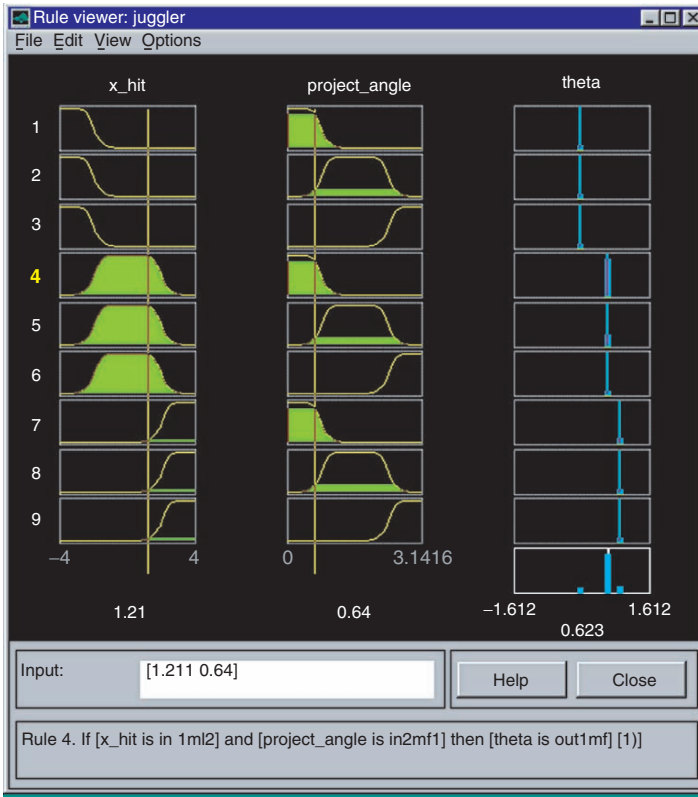 Rule viewer: juggler
File Edit View Options
x_hit project_angle theta
1
2
3
4
5
6
7
8
9
−4 4 0 3.1416
−1.612 1.612
1.21 0.64
0.623
Input: [1.211 0.64] Help Close
Rule 4. If [x_hit is in 1ml2] and [project_angle is in2mf1] then [theta is out1mf] [1)]